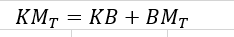 KM_T = KB + BM_T